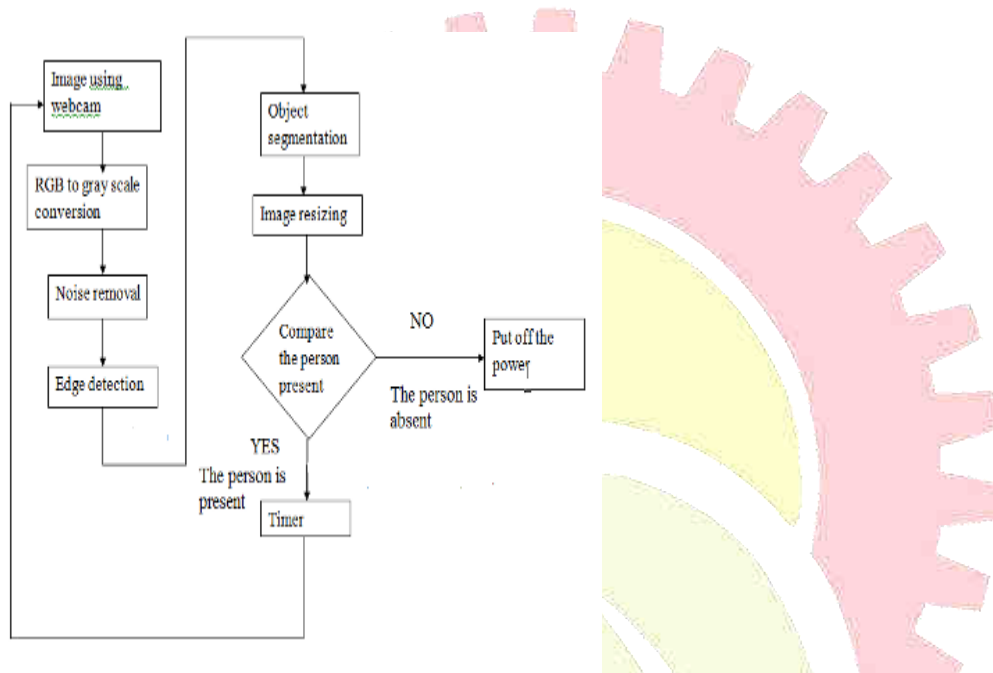 Image using
webcam
RGB to gray scale
conversion
Noise removal
Edge detection
Object
segmentation
Image resizing
Compare
the person
present
NO
The person is
absent
Put off the
power
YES
The person is
present
Timer